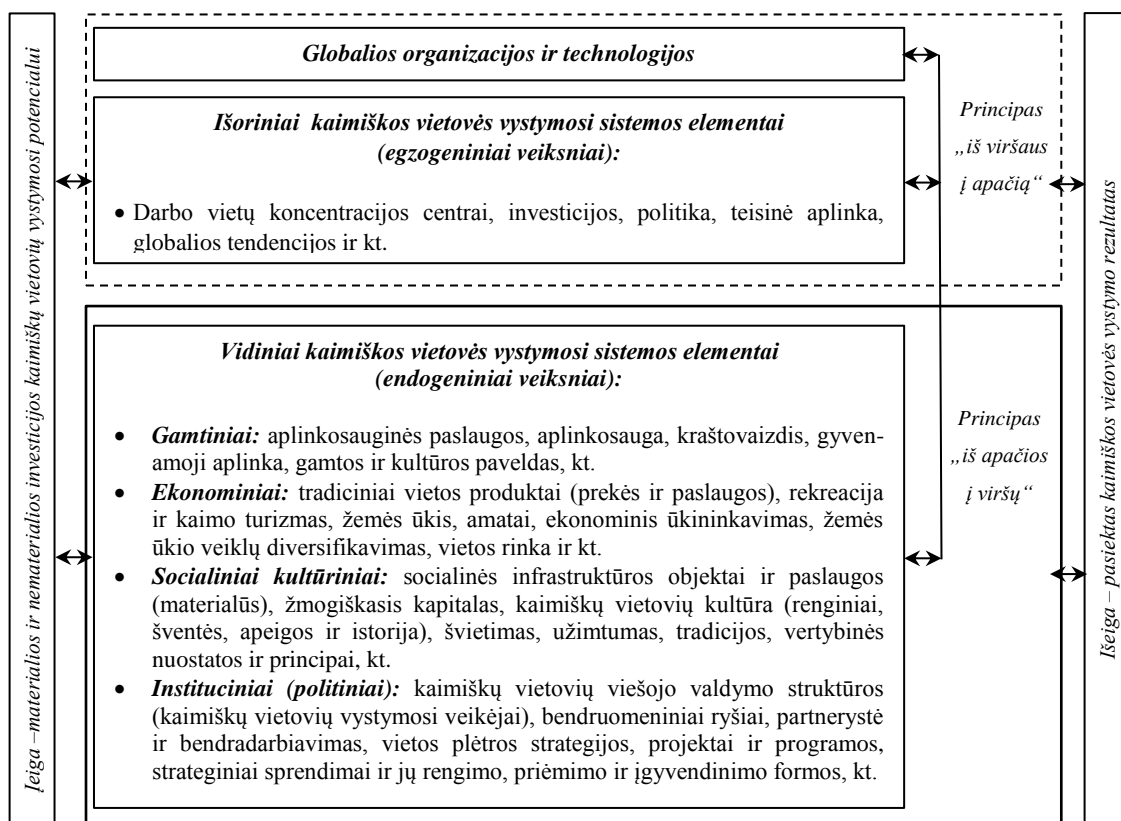 Įeiga –materialios ir nematerialios investicijos kaimiškų vietovių vystymosi potencialui
Globalios organizacijos ir technologijos
Išoriniai kaimiškos vietovės vystymosi sistemos elementai
(egzogeniniai veiksniai):
• Darbo vietų koncentracijos centrai, investicijos, politika, teisinė aplinka,
globalios tendencijos ir kt.
Principas
„iš viršaus
į apačią“
Vidiniai kaimiškos vietovės vystymosi sistemos elementai
(endogeniniai veiksniai):
• Gamtiniai: aplinkosauginės paslaugos, aplinkosauga, kraštovaizdis, gyven-
amoji aplinka, gamtos ir kultūros paveldas, kt.
• Ekonominiai: tradiciniai vietos produktai (prekės ir paslaugos), rekreacija
ir kaimo turizmas, žemės ūkis, amatai, ekonominis ūkininkavimas, žemės
ūkio veiklų diversifikavimas, vietos rinka ir kt.
• Socialiniai kultūriniai: socialinės infrastruktūros objektai ir paslaugos
(materialūs), žmogiškasis kapitalas, kaimiškų vietovių kultūra (renginiai,
šventės, apeigos ir istorija), švietimas, užimtumas, tradicijos, vertybinės
nuostatos ir principai, kt.
• Instituciniai (politiniai): kaimiškų vietovių viešojo valdymo struktūros
(kaimiškų vietovių vystymosi veikėjai), bendruomeniniai ryšiai, partnerystė
ir bendradarbiavimas, vietos plėtros strategijos, projektai ir programos,
strateginiai sprendimai ir jų rengimo, priėmimo ir įgyvendinimo formos, kt.
Principas
„iš apačios
į viršų“
Išeiga – pasiektas kaimiškos vietovės vystymo rezultatas